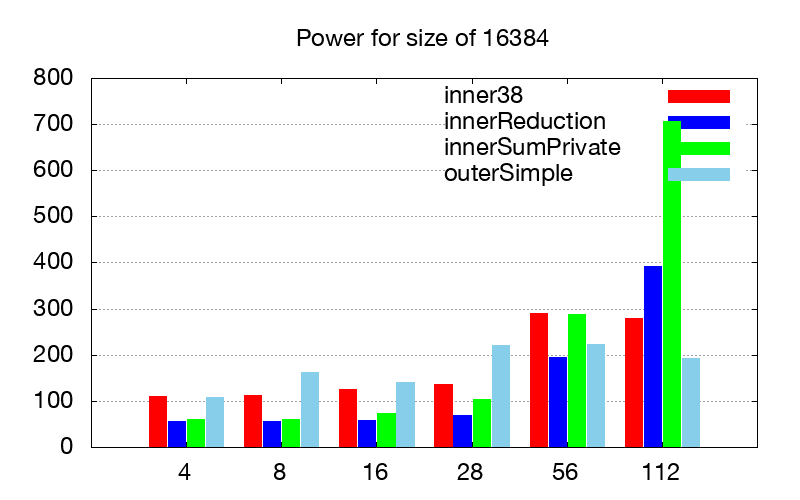 Power for size of 16384
800
700
600
500
400
300
200
100
0
inner38
innerReduction
innerSumPrivate
outerSimple
4 8 16 28 56 112